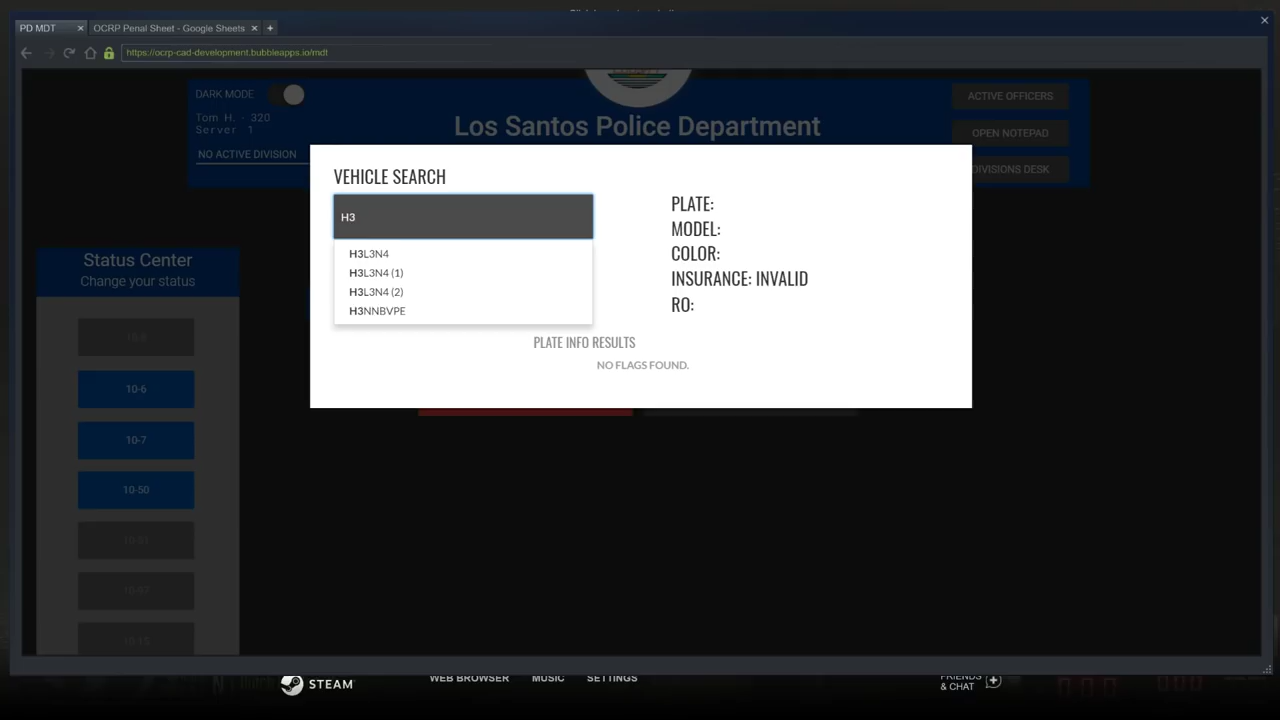 PD MDT
OCRP Penal Sheet - Google Sheets
https://ocrp-cad-development.bubbleapps.io/mdt
DARK MODE
Tom H. - 320
Server 1
NO ACTIVE DIVISION
Los Santos Police Department
ACTIVE OFFICERS
OPEN NOTEPAD
DIVISIONS DESK
VEHICLE SEARCH
H3
H3L3N4
H3L3N4 (1)
H3L3N4 (2)
H3NNBVPE
PLATE:
MODEL:
COLOR:
INSURANCE: INVALID
RO:
PLATE INFO RESULTS
NO FLAGS FOUND.
Status Center
Change your status
10-8
10-6
10-7
10-50
STEAM
WEB BROWSER
MUSIC
SETTINGS
FRIENDS
& CHAT